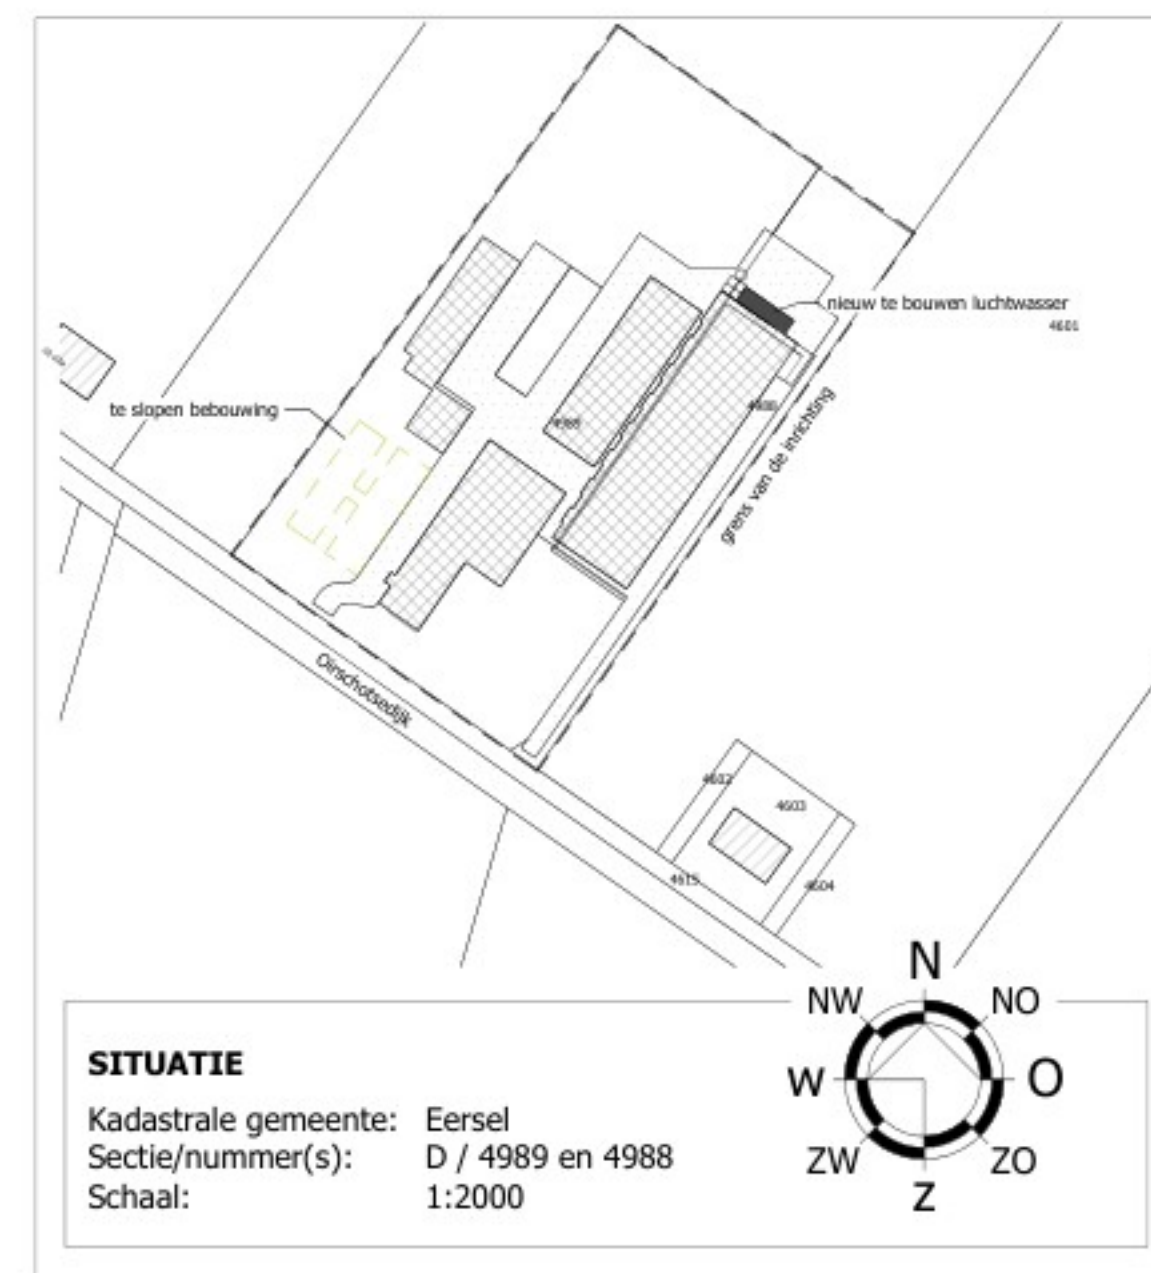 nieuw te bouwen luchtwasser
4601
te slopen bebouwing
4988
4989
grens van de inrichting
Oirschotsedijk
4602
4603
4615
4604
N
NW
NO
W
O
ZW
ZO
Z
SITUATIE
Kadastrale gemeente: Eersel
Sectie/nummer(s): D / 4989 en 4988
Schaal: 1:2000